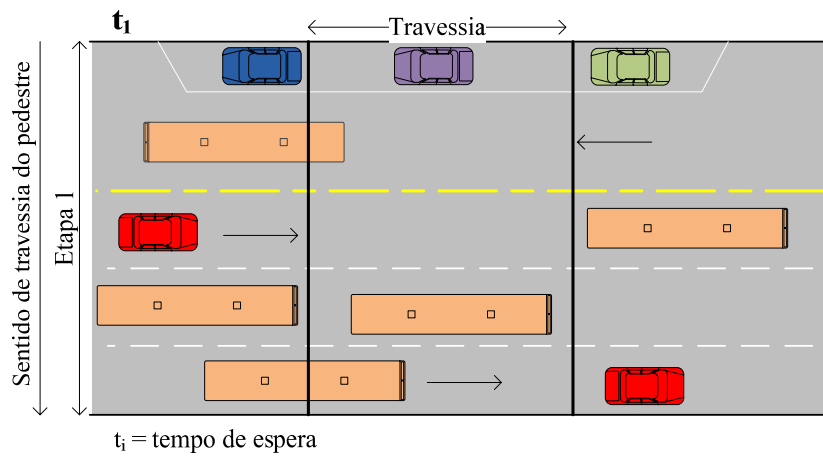 t₁
Travessia
Sentido de travessia do pedestre
Etapa 1
tᵢ = tempo de espera